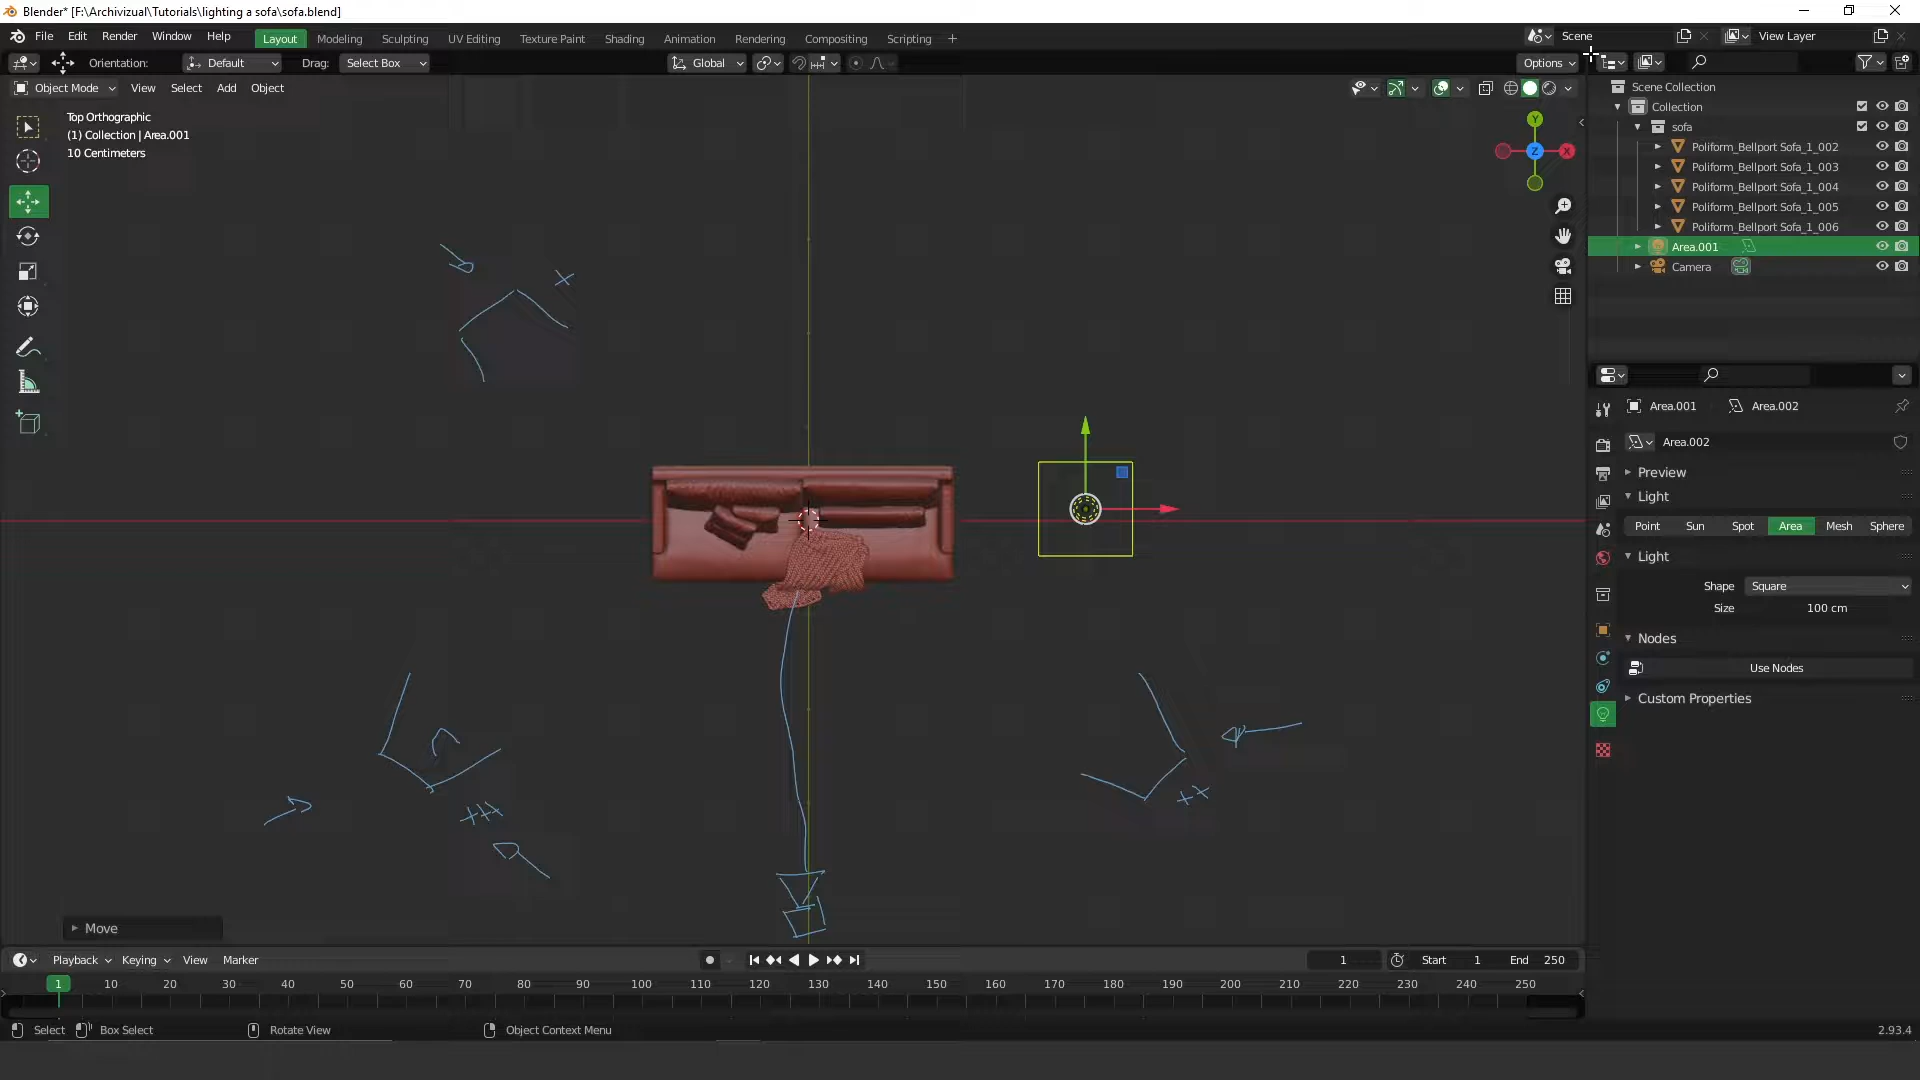 Blender* [F:\Archivizual\Tutorials\lighting a sofa\sofa.blend]
File Edit Render Window Help Layout Modeling Sculpting UV Editing Texture Paint Shading Animation Rendering Compositing Scripting + Scene View Layer
Orientation: Default Drag: Select Box Global Options
Object Mode View Select Add Object
Top Orthographic
(1) Collection | Area.001
10 Centimeters
Y
Z X
Scene Collection
Collection
sofa
Poliform_Bellport Sofa_1_002
Poliform_Bellport Sofa_1_003
Poliform_Bellport Sofa_1_004
Poliform_Bellport Sofa_1_005
Poliform_Bellport Sofa_1_006
Area.001
Camera
Area.001 Area.002
Area.002
Preview
Light
Point Sun Spot Area Mesh Sphere
Light
Shape Square
Size 100 cm
Nodes
Use Nodes
Custom Properties
x
xxx
xx
Move
Playback Keying View Marker 1 Start 1 End 250
1 10 20 30 40 50 60 70 80 90 100 110 120 130 140 150 160 170 180 190 200 210 220 230 240 250
Select Box Select Rotate View Object Context Menu 2.93.4